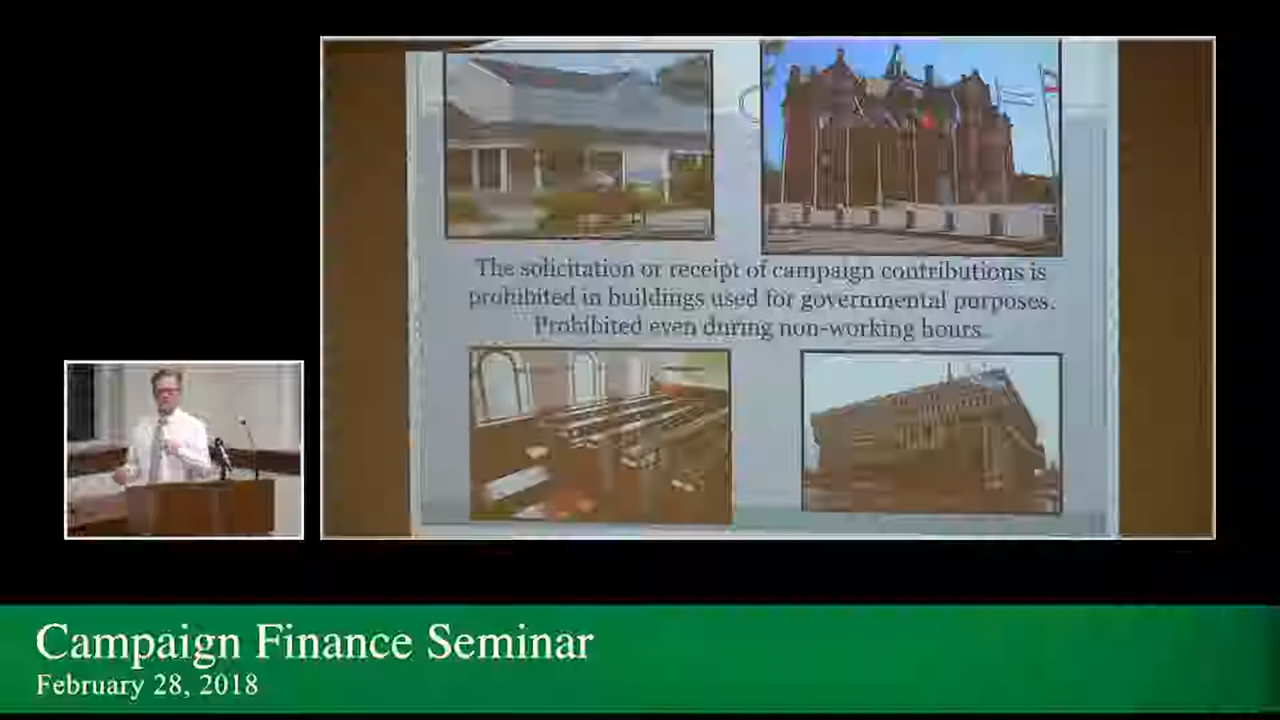 The solicitation or receipt of campaign contributions is
prohibited in buildings used for governmental purposes.
Prohibited even during non-working hours.
Campaign Finance Seminar
February 28, 2018